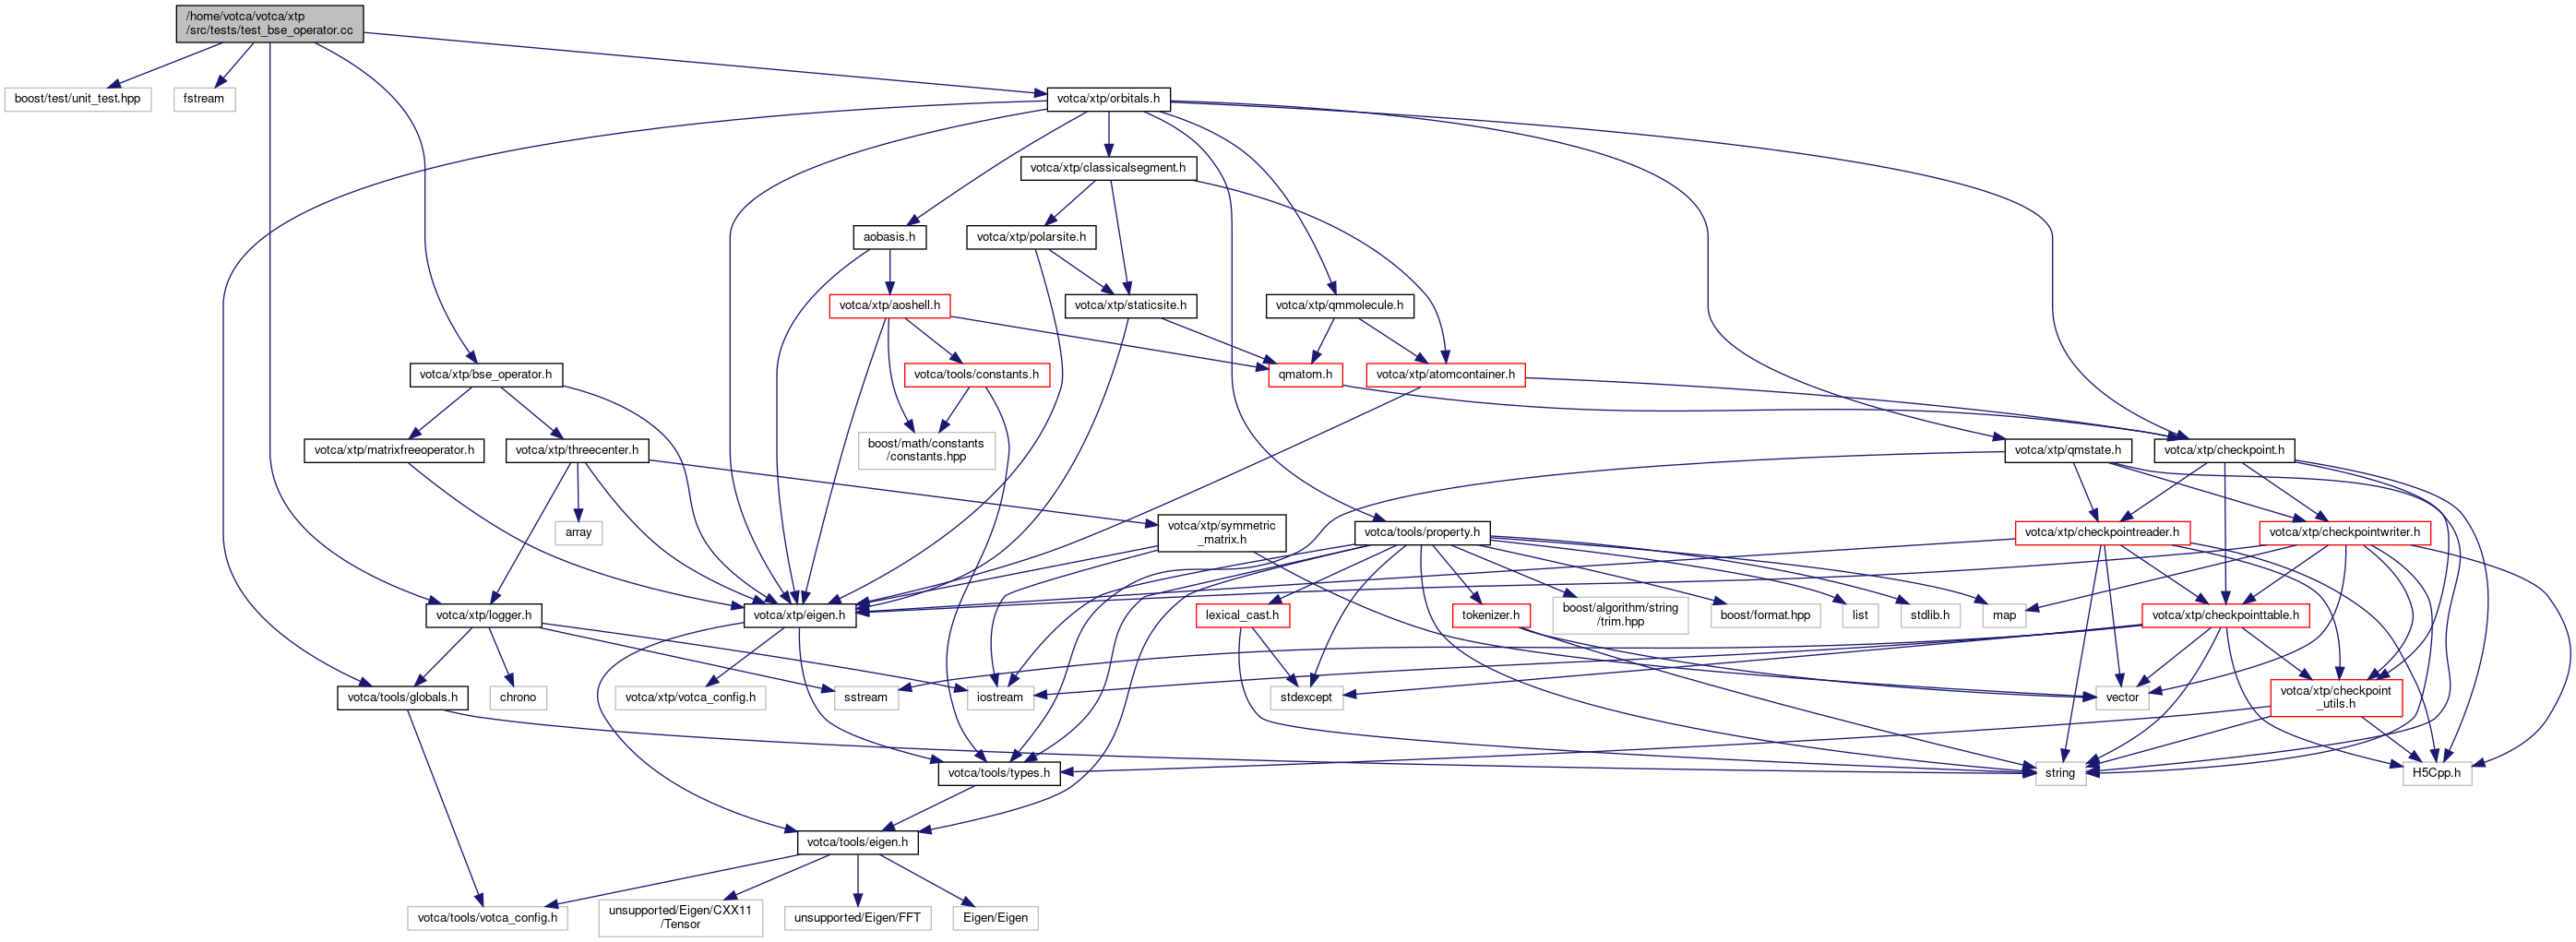 /home/votca/votca/xtp
/src/tests/test_bse_operator.cc
boost/test/unit_test.hpp
fstream
votca/xtp/orbitals.h
votca/xtp/classicalsegment.h
aobasis.h
votca/xtp/polarsite.h
votca/xtp/aoshell.h
votca/xtp/staticsite.h
votca/xtp/qmmolecule.h
votca/xtp/bse_operator.h
votca/tools/constants.h
qmatom.h
votca/xtp/atomcontainer.h
votca/xtp/matrixfreeoperator.h
votca/xtp/threecenter.h
boost/math/constants
/constants.hpp
votca/xtp/qmstate.h
votca/xtp/checkpoint.h
array
votca/xtp/symmetric
_matrix.h
votca/tools/property.h
votca/xtp/checkpointreader.h
votca/xtp/checkpointwriter.h
votca/xtp/logger.h
votca/xtp/eigen.h
lexical_cast.h
tokenizer.h
boost/algorithm/string
/trim.hpp
boost/format.hpp
list
stdlib.h
map
votca/xtp/checkpointtable.h
votca/tools/globals.h
chrono
votca/xtp/votca_config.h
sstream
iostream
stdexcept
vector
votca/xtp/checkpoint
_utils.h
votca/tools/types.h
string
H5Cpp.h
votca/tools/eigen.h
votca/tools/votca_config.h
unsupported/Eigen/CXX11
/Tensor
unsupported/Eigen/FFT
Eigen/Eigen